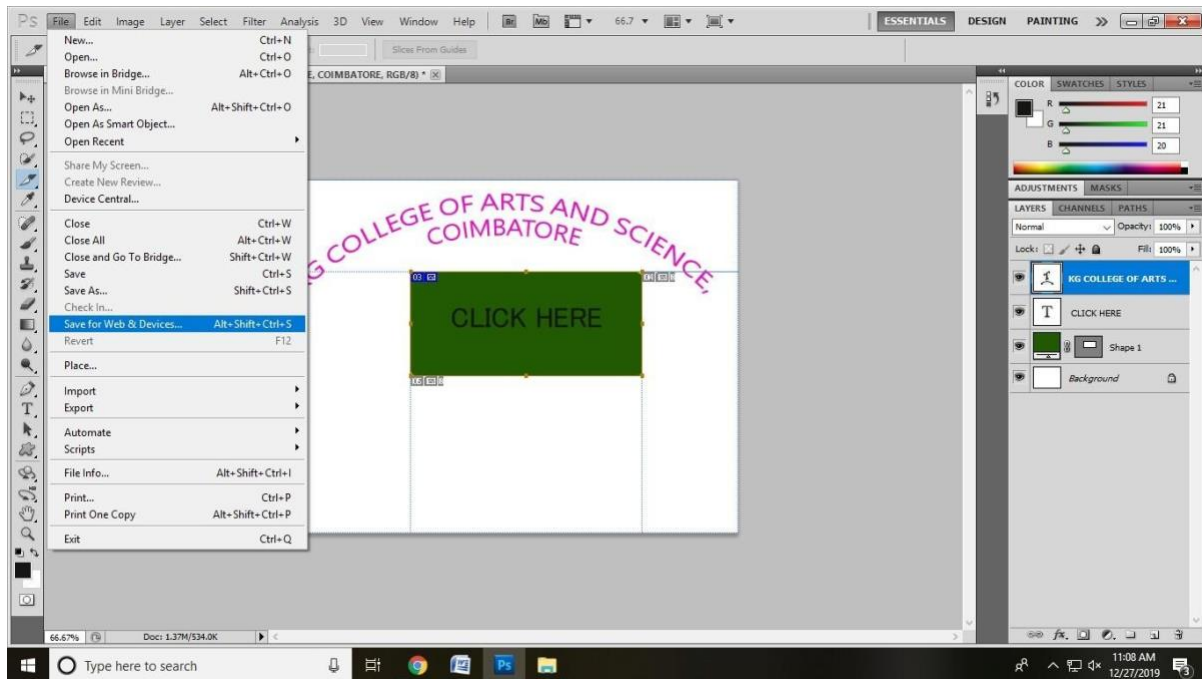 Ps File Edit Image Layer Select Filter Analysis 3D View Window Help Br Mb 66.7 ESSENTIALS DESIGN PAINTING
Slices From Guides
New... Ctrl+N
Open... Ctrl+O
Browse in Bridge... Alt+Ctrl+O
Browse in Mini Bridge...
Open As... Alt+Shift+Ctrl+O
Open As Smart Object...
Open Recent
Share My Screen...
Create New Review...
Device Central...
Close Ctrl+W
Close All Alt+Ctrl+W
Close and Go To Bridge... Shift+Ctrl+W
Save Ctrl+S
Save As... Shift+Ctrl+S
Check In...
Save for Web & Devices... Alt+Shift+Ctrl+S
Revert F12
Place...
Import
Export
Automate
Scripts
File Info... Alt+Shift+Ctrl+I
Print... Ctrl+P
Print One Copy Alt+Shift+Ctrl+P
Exit Ctrl+Q
E, COIMBATORE, RGB/8) *
G COLLEGE OF ARTS AND SCIENCE,
COIMBATORE
03
CLICK HERE
COLOR SWATCHES STYLES
R 21
G 21
B 20
ADJUSTMENTS MASKS
LAYERS CHANNELS PATHS
Normal Opacity: 100%
Lock: Fill: 100%
KG COLLEGE OF ARTS ...
T CLICK HERE
Shape 1
Background
fx
66.67% Doc: 1.37M/534.0K
Type here to search Ps
11:08 AM
12/27/2019
3